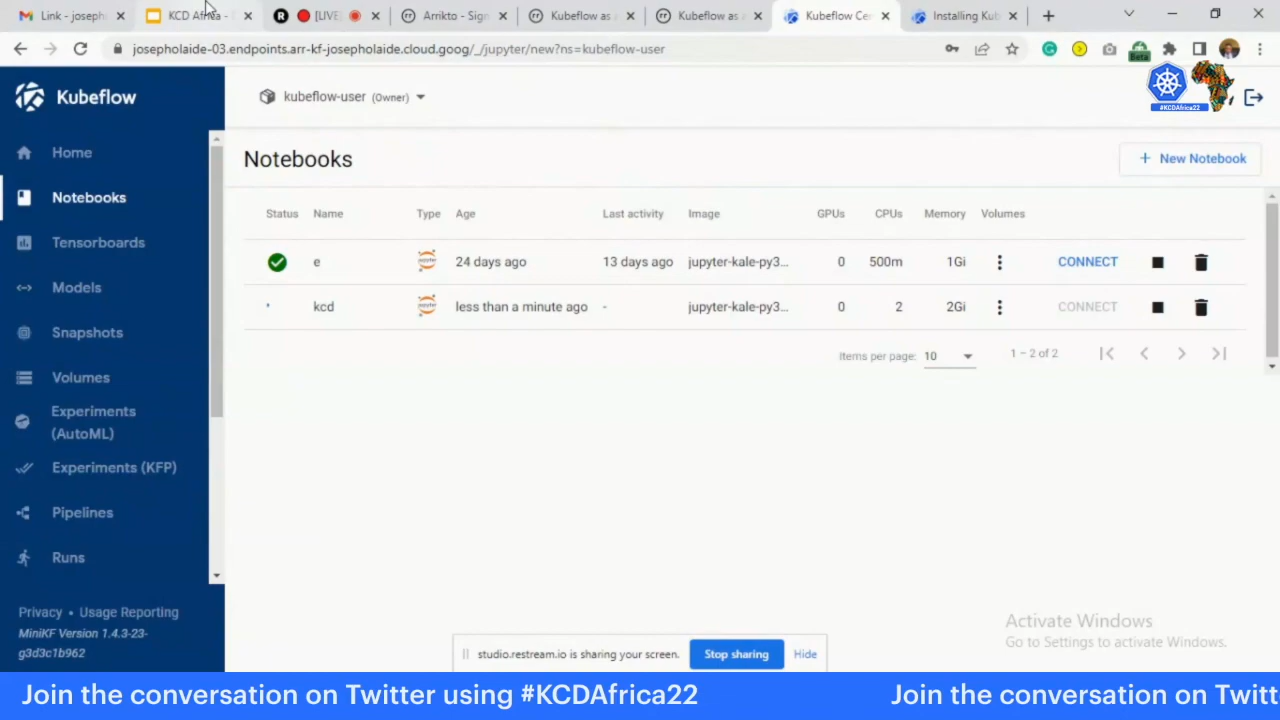 Link - joseph
KCD Africa -
[LIVE]
Arrikto - Sign
Kubeflow as a
Kubeflow as a
Kubeflow Cen
Installing Kub
josepholaide-03.endpoints.arr-kf-josepholaide.cloud.goog/_/jupyter/new?ns=kubeflow-user
Beta
Kubeflow
kubeflow-user (Owner)
#KCDAfrica22
Home
Notebooks
Tensorboards
Models
Snapshots
Volumes
Experiments
(AutoML)
Experiments (KFP)
Pipelines
Runs
Privacy • Usage Reporting
MiniKF Version 1.4.3-23-
g3d3c1b962
Notebooks
+ New Notebook
Status Name Type Age Last activity Image GPUs CPUs Memory Volumes
e jupyter 24 days ago 13 days ago jupyter-kale-py3... 0 500m 1Gi CONNECT
kcd jupyter less than a minute ago - jupyter-kale-py3... 0 2 2Gi CONNECT
Items per page: 10 1 – 2 of 2
Activate Windows
Go to Settings to activate Windows.
studio.restream.io is sharing your screen. Stop sharing Hide
Join the conversation on Twitter using #KCDAfrica22 Join the conversation on Twitt